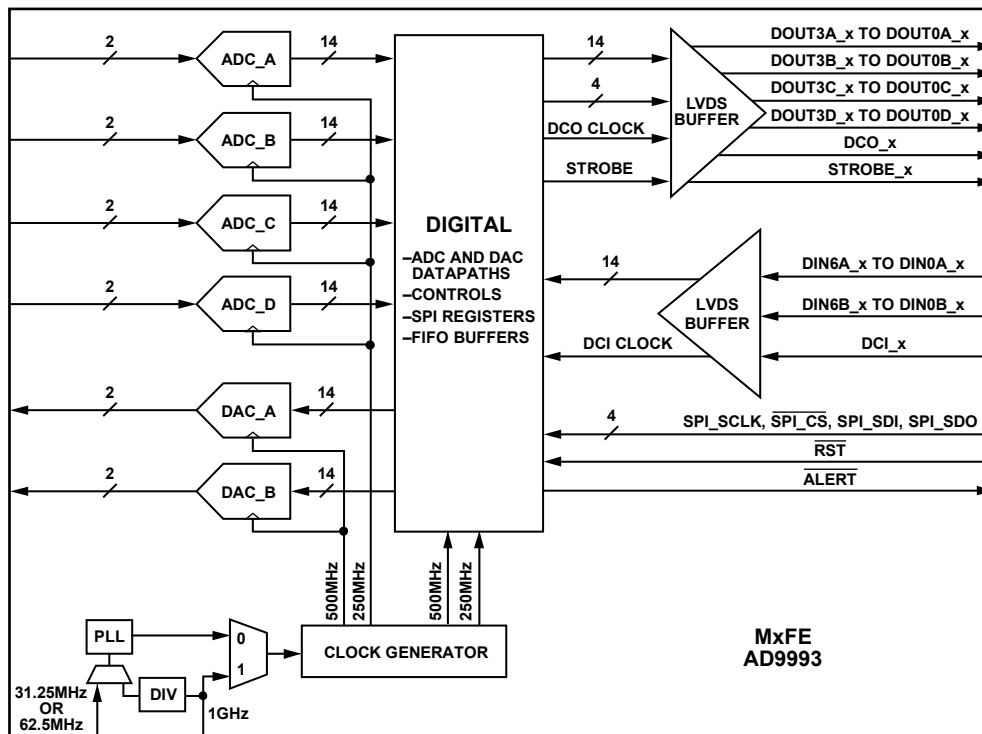 2
ADC_A
14
2
ADC_B
14
2
ADC_C
14
2
ADC_D
14
2
DAC_A
14
2
DAC_B
14
DIGITAL
–ADC AND DAC
DATAPATHS
–CONTROLS
–SPI REGISTERS
–FIFO BUFFERS
14
4
DCO CLOCK
STROBE
LVDS
BUFFER
DOUT3A_x TO DOUT0A_x
DOUT3B_x TO DOUT0B_x
DOUT3C_x TO DOUT0C_x
DOUT3D_x TO DOUT0D_x
DCO_x
STROBE_x
14
DCI CLOCK
LVDS
BUFFER
DIN6A_x TO DIN0A_x
DIN6B_x TO DIN0B_x
DCI_x
4
SPI_SCLK, SPI_CS, SPI_SDI, SPI_SDO
RST
ALERT
500MHz
250MHz
500MHz
250MHz
PLL
0
1
CLOCK GENERATOR
DIV
31.25MHz
OR
62.5MHz
1GHz
MxFE
AD9993